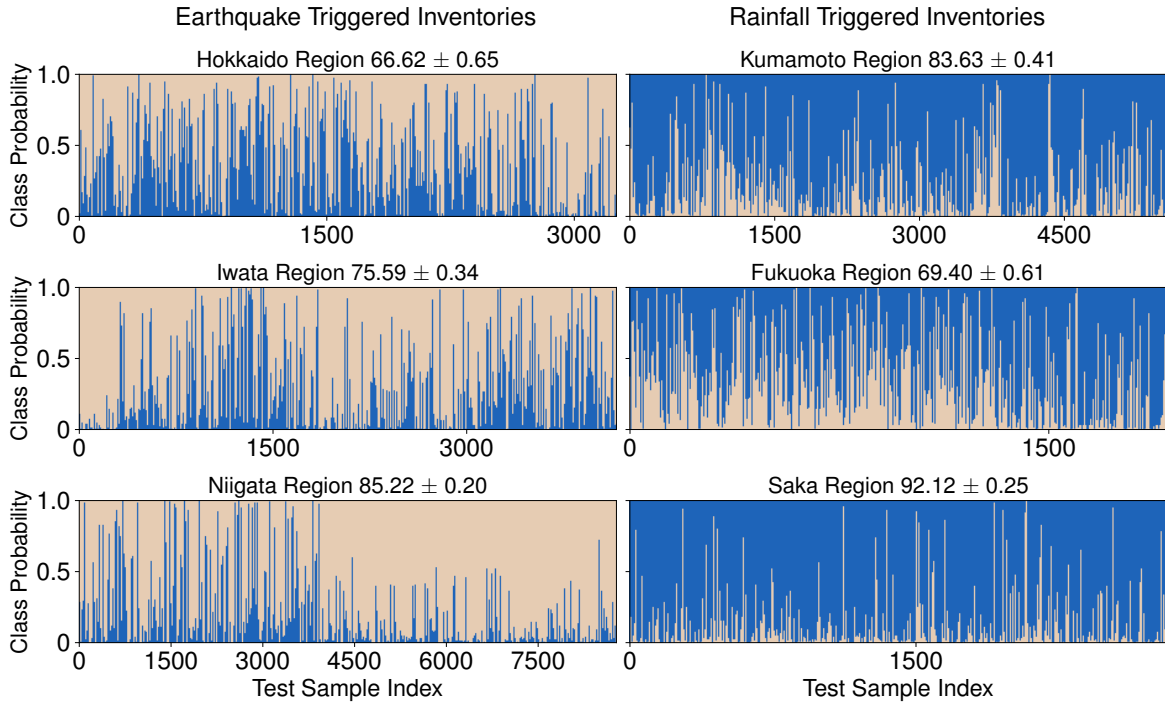 Earthquake Triggered Inventories
Rainfall Triggered Inventories
Hokkaido Region 66.62 ± 0.65
Class Probability
1.0
0.5
0
0 1500 3000
Kumamoto Region 83.63 ± 0.41
0 1500 3000 4500
Iwata Region 75.59 ± 0.34
Class Probability
1.0
0.5
0
0 1500 3000
Fukuoka Region 69.40 ± 0.61
0 1500
Niigata Region 85.22 ± 0.20
Class Probability
1.0
0.5
0
0 1500 3000 4500 6000 7500
Test Sample Index
Saka Region 92.12 ± 0.25
0 1500
Test Sample Index